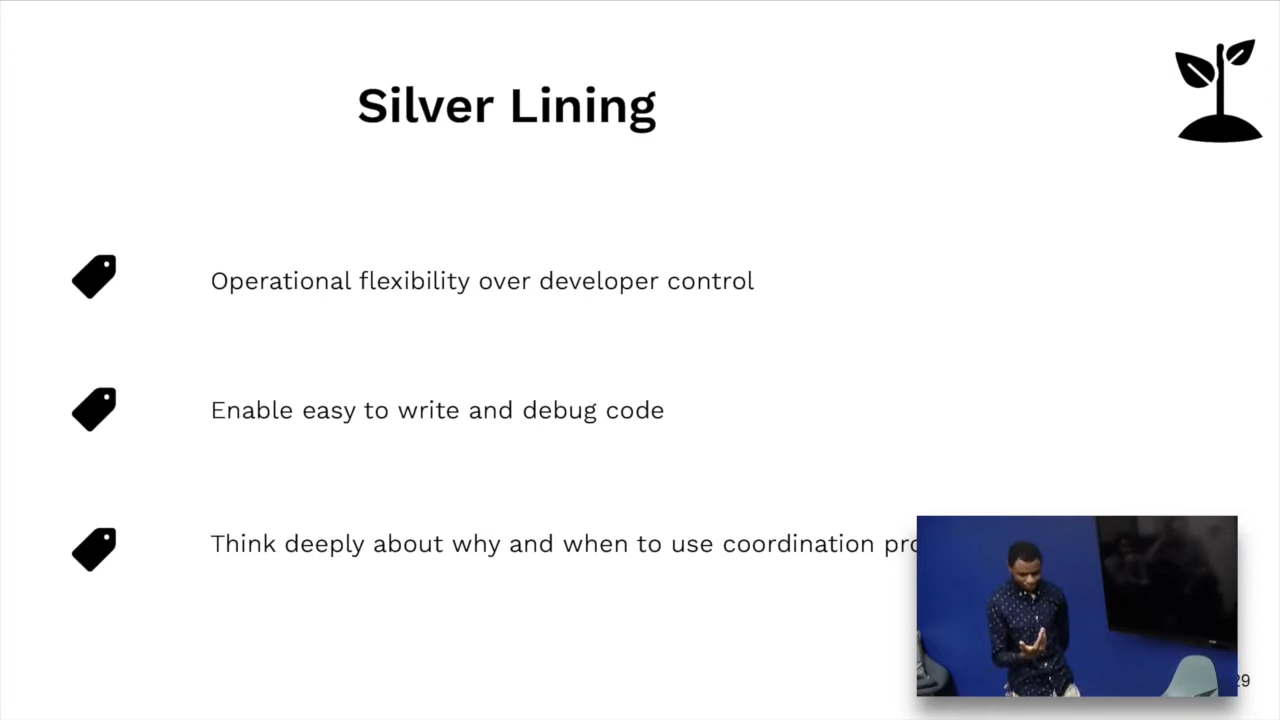 Silver Lining
Operational flexibility over developer control
Enable easy to write and debug code
Think deeply about why and when to use coordination
29